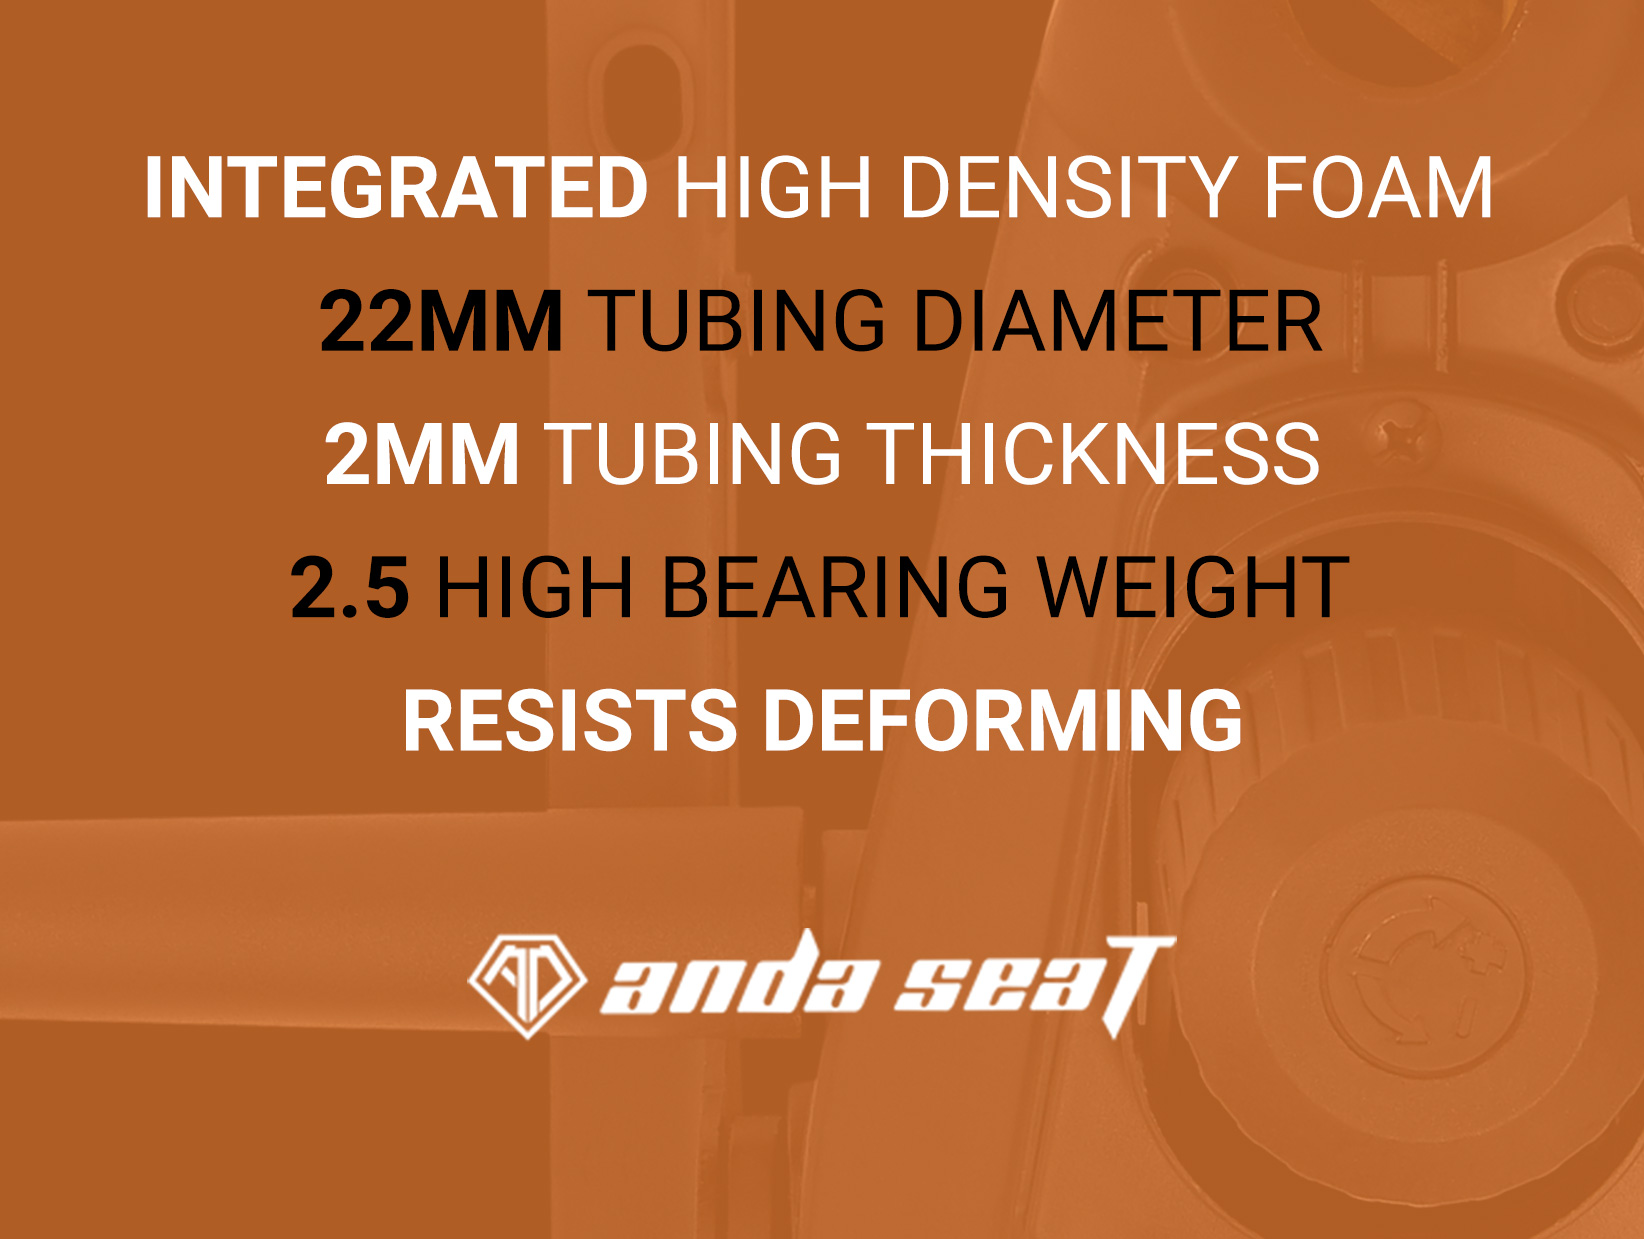 INTEGRATED HIGH DENSITY FOAM
22MM TUBING DIAMETER
2MM TUBING THICKNESS
2.5 HIGH BEARING WEIGHT
RESISTS DEFORMING
AD anda seaT